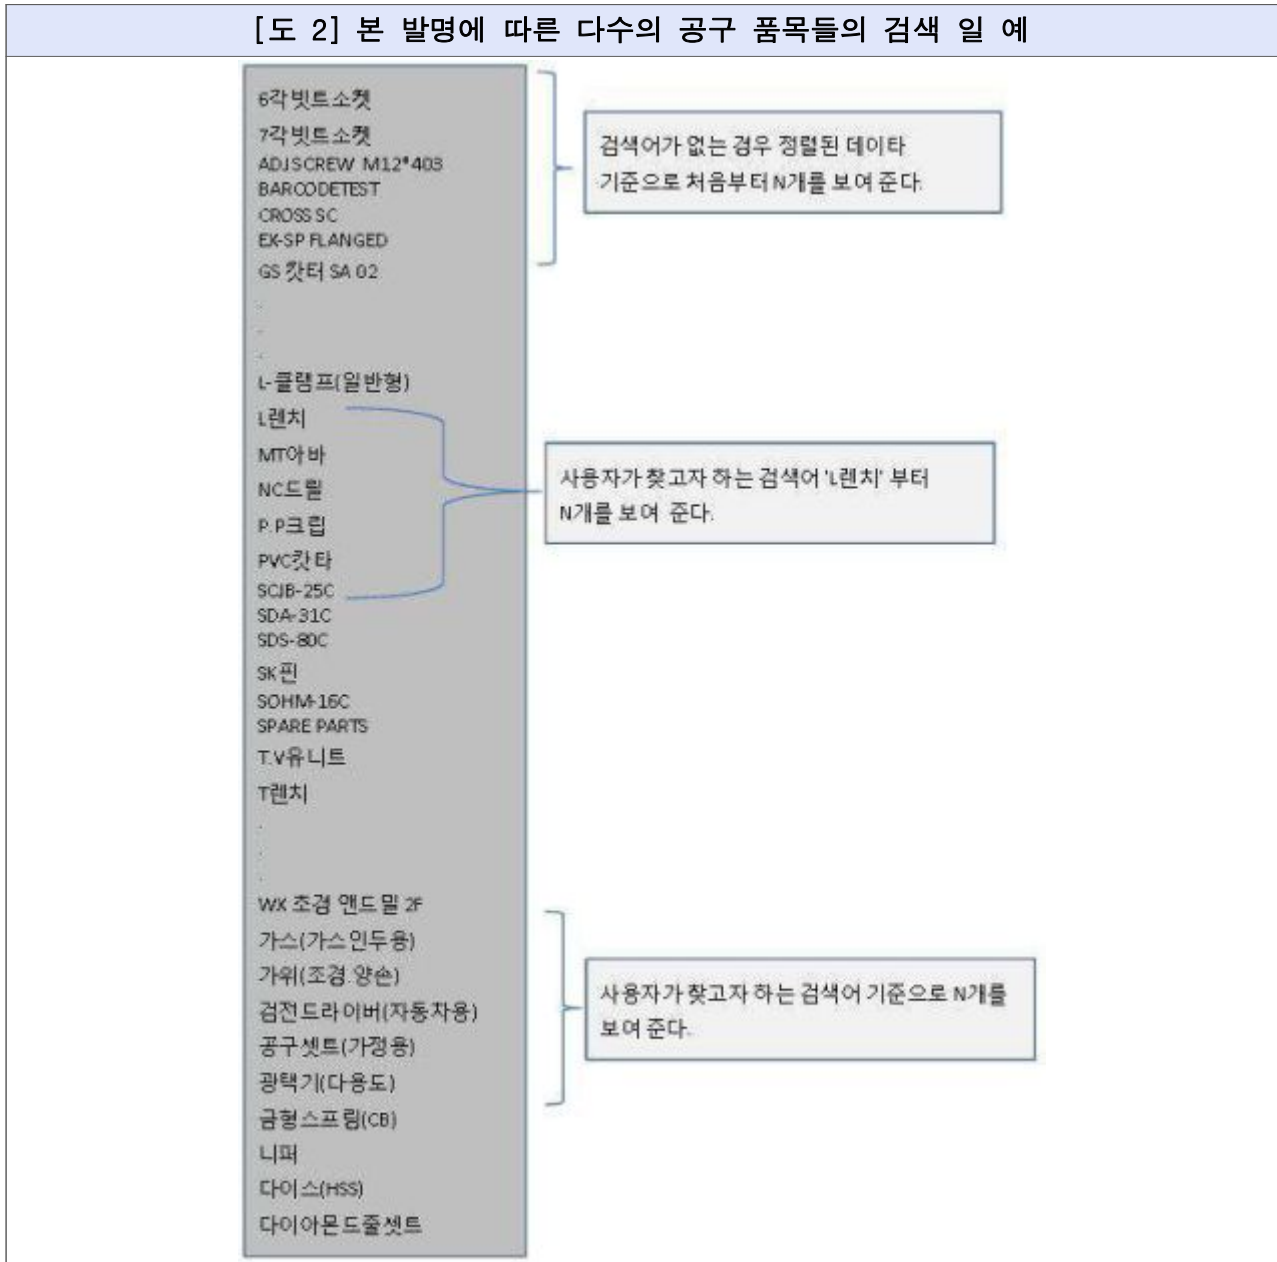 [도 2] 본 발명에 따른 다수의 공구 품목들의 검색 일 예
6각빗트소켓
7각빗트소켓
ADJSCREW M12*403
BARCODETEST
CROSS SC
EX-SP FLANGED
GS 캇터 SA 02
.
.
.
L-클램프(일반형)
L렌치
MT아바
NC드릴
P.P크립
PVC캇타
SCJB-25C
SDA-31C
SDS-80C
SK핀
SOHM-16C
SPARE PARTS
T.V유니트
T렌치
.
.
.
WX 초경 앤드밀 2F
가스(가스인두용)
가위(조경.양손)
검전드라이버(자동차용)
공구셋트(가정용)
광택기(다용도)
금형스프링(CB)
니퍼
다이스(HSS)
다이아몬드줄셋트
검색어가 없는 경우 정렬된 데이타
기준으로 처음부터 N개를 보여 준다.
사용자가 찾고자 하는 검색어 'L렌치' 부터
N개를 보여 준다.
사용자가 찾고자 하는 검색어 기준으로 N개를
보여 준다.